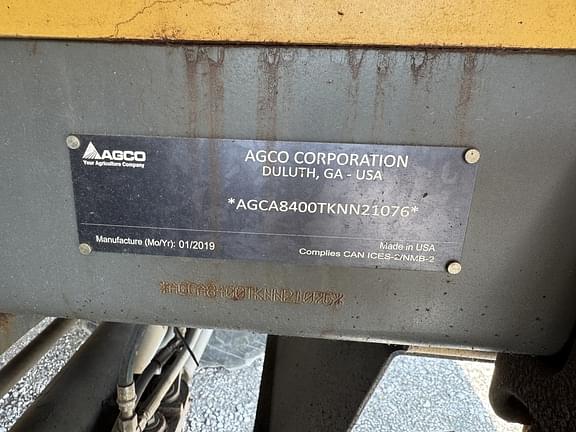 AGCO
Your Agriculture Company
AGCO CORPORATION
DULUTH, GA - USA
*AGCA8400TKNN21076*
Manufacture (Mo/Yr): 01/2019
Made in USA
Complies CAN ICES-2/NMB-2
*AGCA8400TKNN21076*